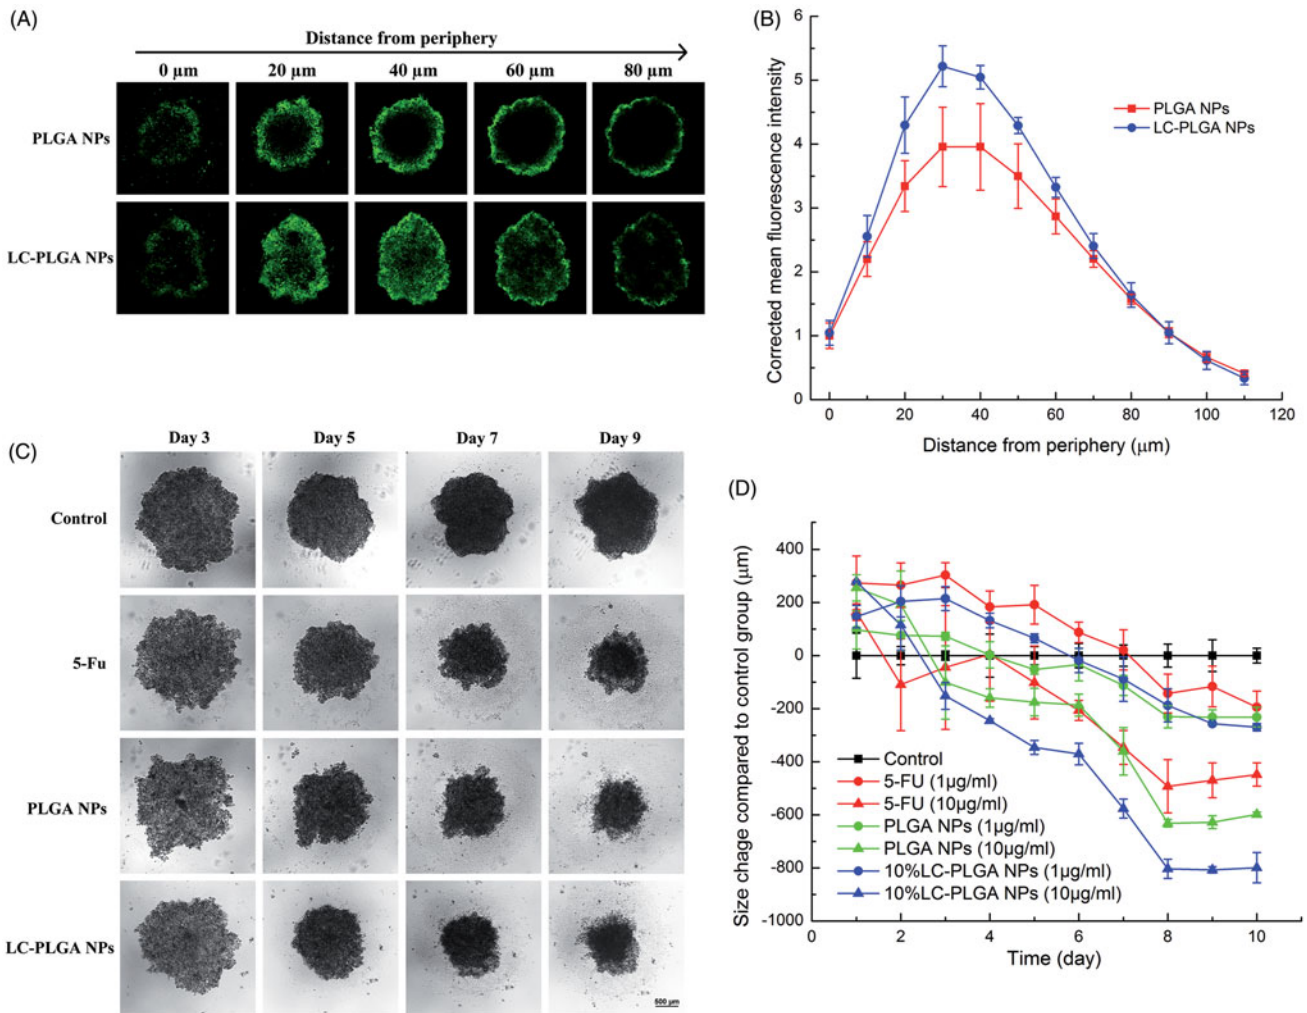 (A)
Distance from periphery
0 µm 20 µm 40 µm 60 µm 80 µm
PLGA NPs
LC-PLGA NPs
(B)
Corrected mean fluorescence intensity
6
5
4
3
2
1
0
PLGA NPs
LC-PLGA NPs
0 20 40 60 80 100 120
Distance from periphery (µm)
(C)
Day 3 Day 5 Day 7 Day 9
Control
5-Fu
PLGA NPs
LC-PLGA NPs
500 µm
(D)
Size chage compared to control group (µm)
400
200
0
-200
-400
-600
-800
-1000
Control
5-FU (1µg/ml)
5-FU (10µg/ml)
PLGA NPs (1µg/ml)
PLGA NPs (10µg/ml)
10%LC-PLGA NPs (1µg/ml)
10%LC-PLGA NPs (10µg/ml)
0 2 4 6 8 10
Time (day)